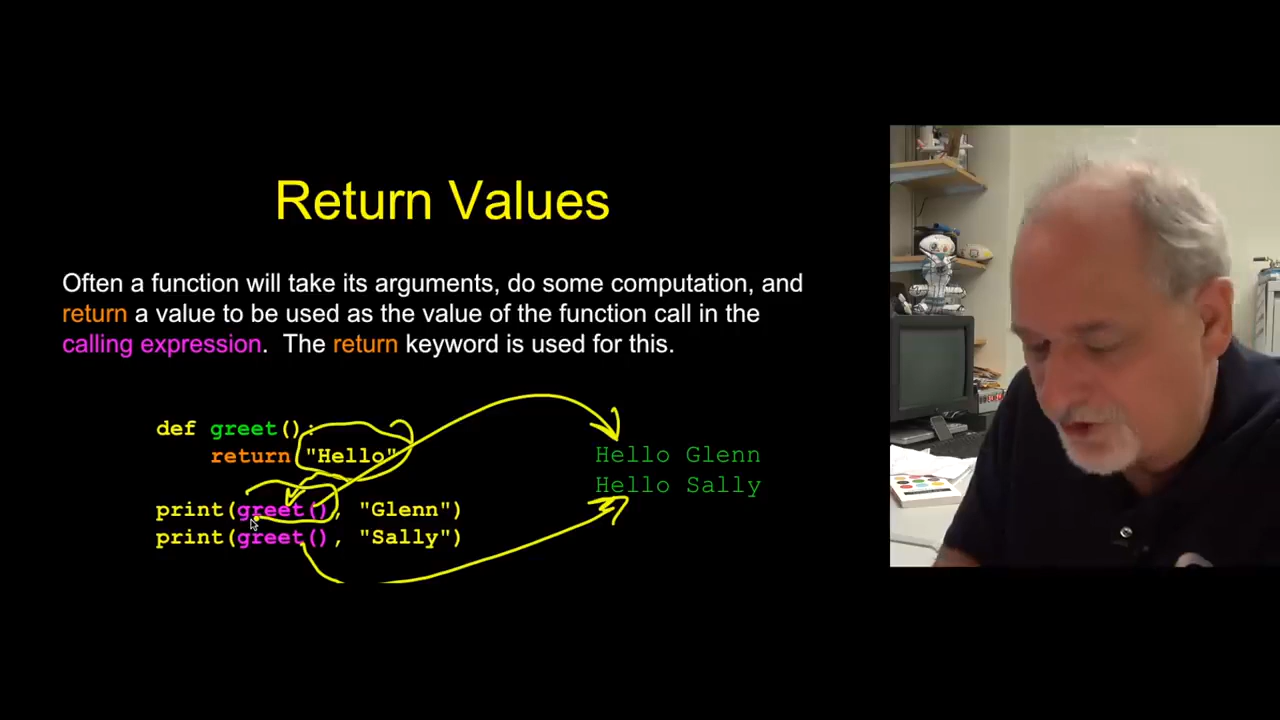 Return Values
Often a function will take its arguments, do some computation, and
return a value to be used as the value of the function call in the
calling expression.  The return keyword is used for this.
def greet():
    return "Hello"
print(greet(), "Glenn")
print(greet(), "Sally")
Hello Glenn
Hello Sally